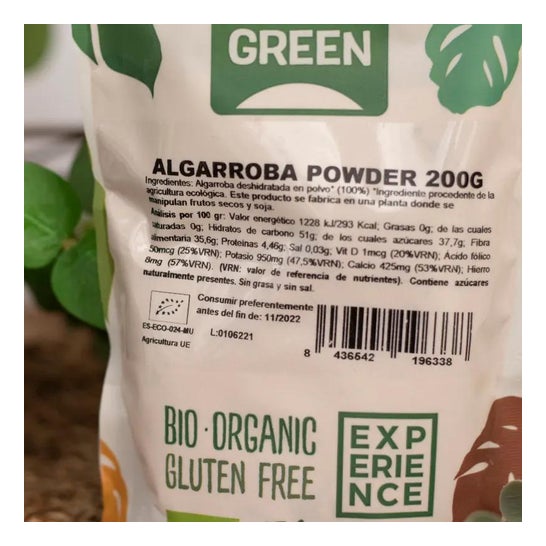 GREEN
ALGARROBA POWDER 200G
Ingredientes: Algarroba deshidratada en polvo* (100%) *Ingrediente procedente de la
agricultura ecológica. Este producto se fabrica en una planta donde se
manipulan frutos secos y soja.
Análisis por 100 gr: Valor energético 1228 kJ/293 Kcal; Grasas 0g; de las cuales
saturadas 0g; Hidratos de carbono 51g; de los cuales azúcares 37,7g; Fibra
alimentaria 35,6g; Proteínas 4,46g; Sal 0,03g; Vit D 1mcg (20%VRN); Ácido fólico
50mcg (25%VRN); Potasio 950mg (47,5%VRN); Calcio 425mg (53%VRN); Hierro
8mg (57%VRN). (VRN: valor de referencia de nutrientes). Contiene azúcares
naturalmente presentes. Sin grasa y sin sal.
Consumir preferentemente
antes del fin de: 11/2022
ES-ECO-024-MU
L:0106221
Agricultura UE
8 436542 196338
BIO·ORGANIC
GLUTEN FREE
EXP
ERIE
NCE